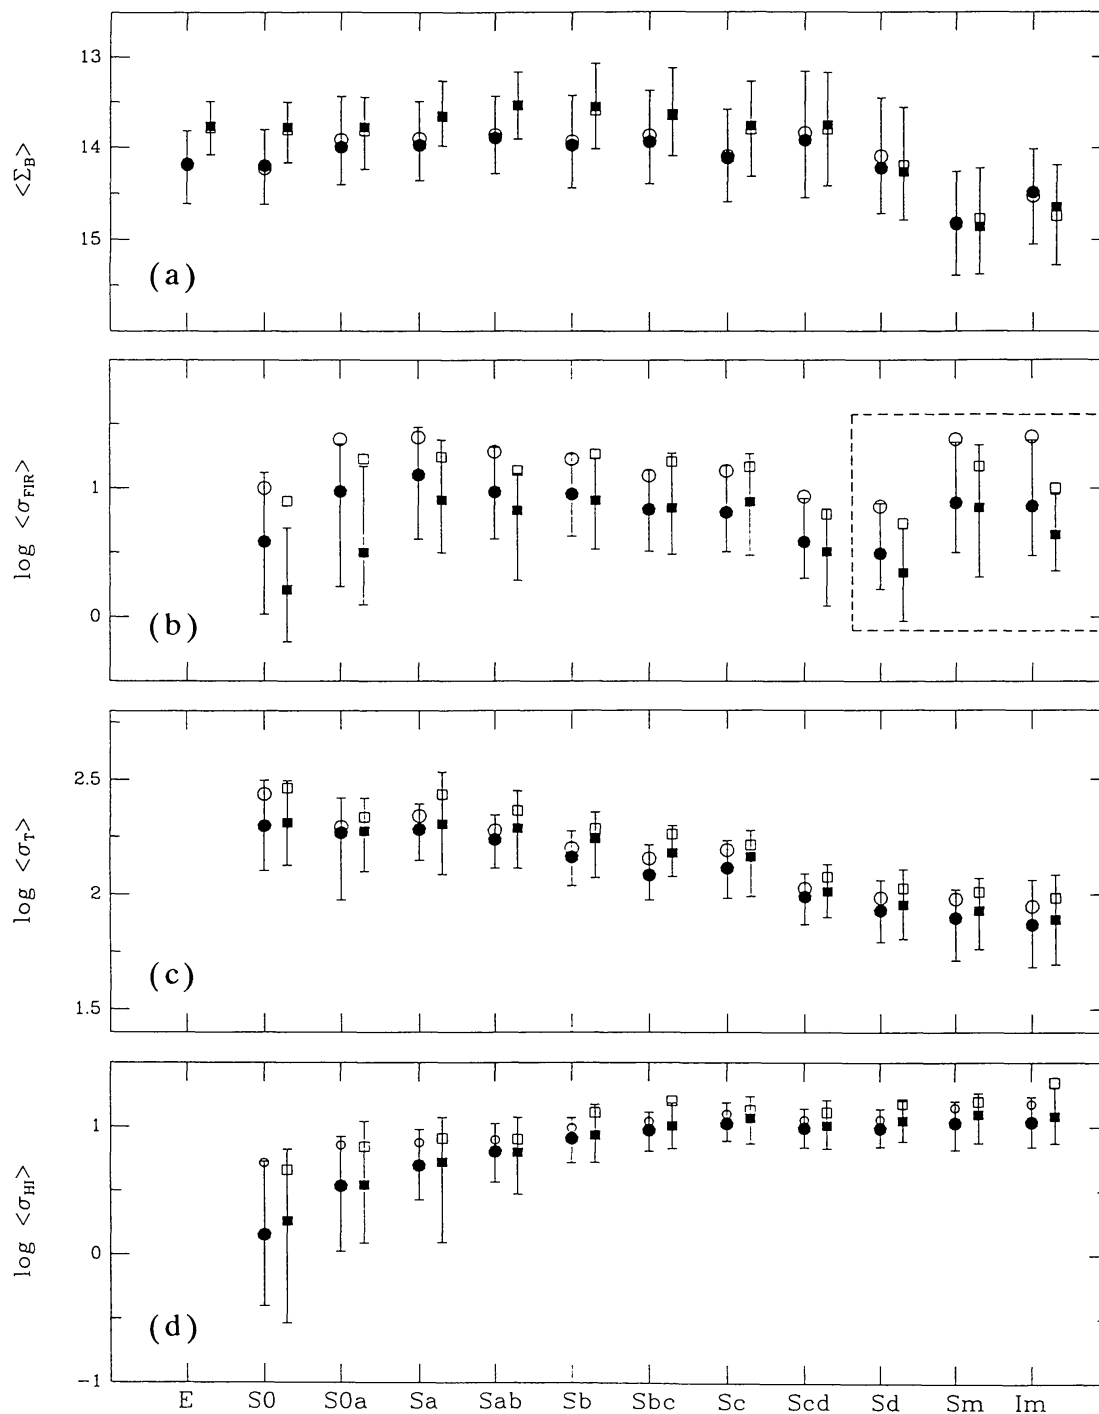 13
14
15
<Σ_B>
(a)
1
0
log <σ_FIR>
(b)
2.5
2
1.5
log <σ_T>
(c)
1
0
-1
log <σ_HI>
(d)
E S0 S0a Sa Sab Sb Sbc Sc Scd Sd Sm Im